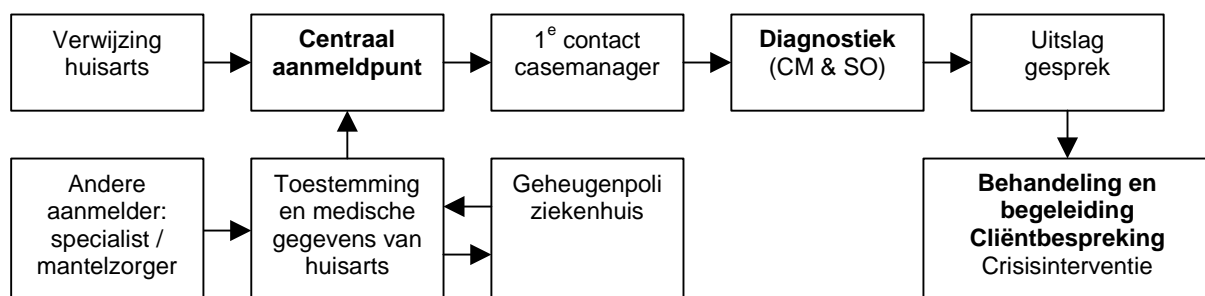 Verwijzing
huisarts
Centraal
aanmeldpunt
1e contact
casemanager
Diagnostiek
(CM & SO)
Uitslag
gesprek
Andere
aanmelder:
specialist /
mantelzorger
Toestemming
en medische
gegevens van
huisarts
Geheugenpoli
ziekenhuis
Behandeling en
begeleiding
Cliëntbespreking
Crisisinterventie